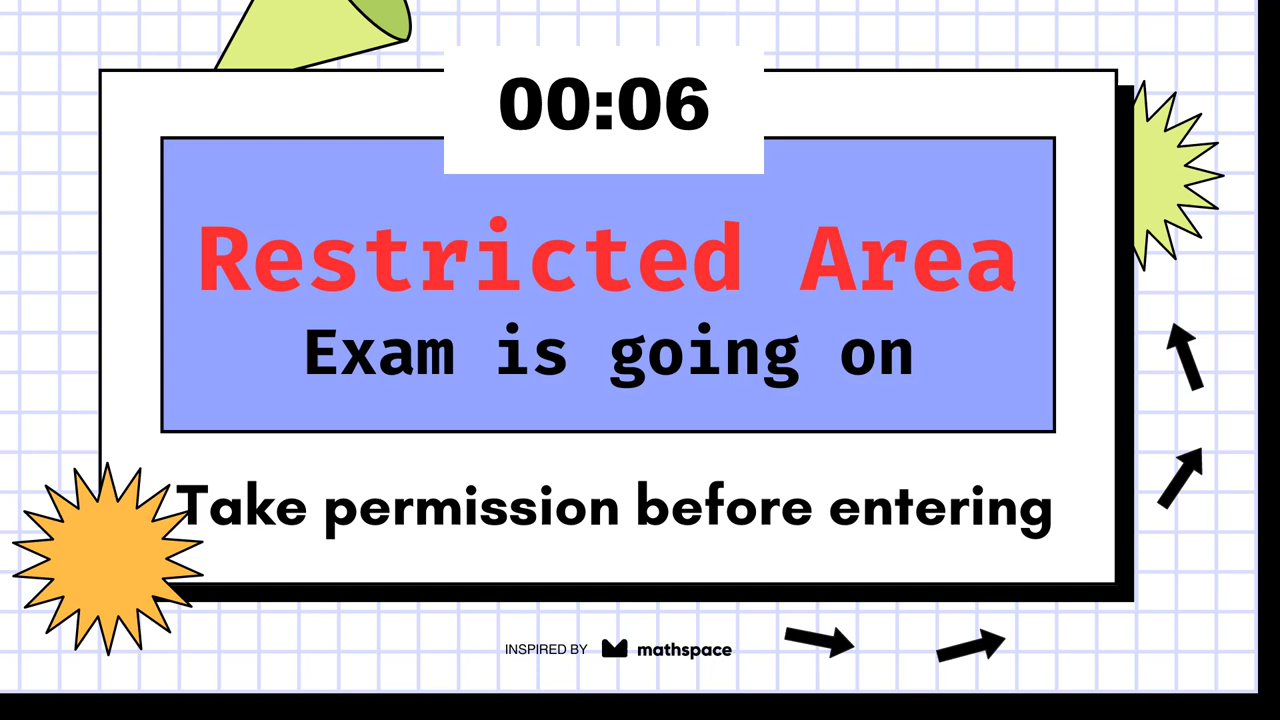 00:06
Restricted Area
Exam is going on
Take permission before entering
INSPIRED BY mathspace